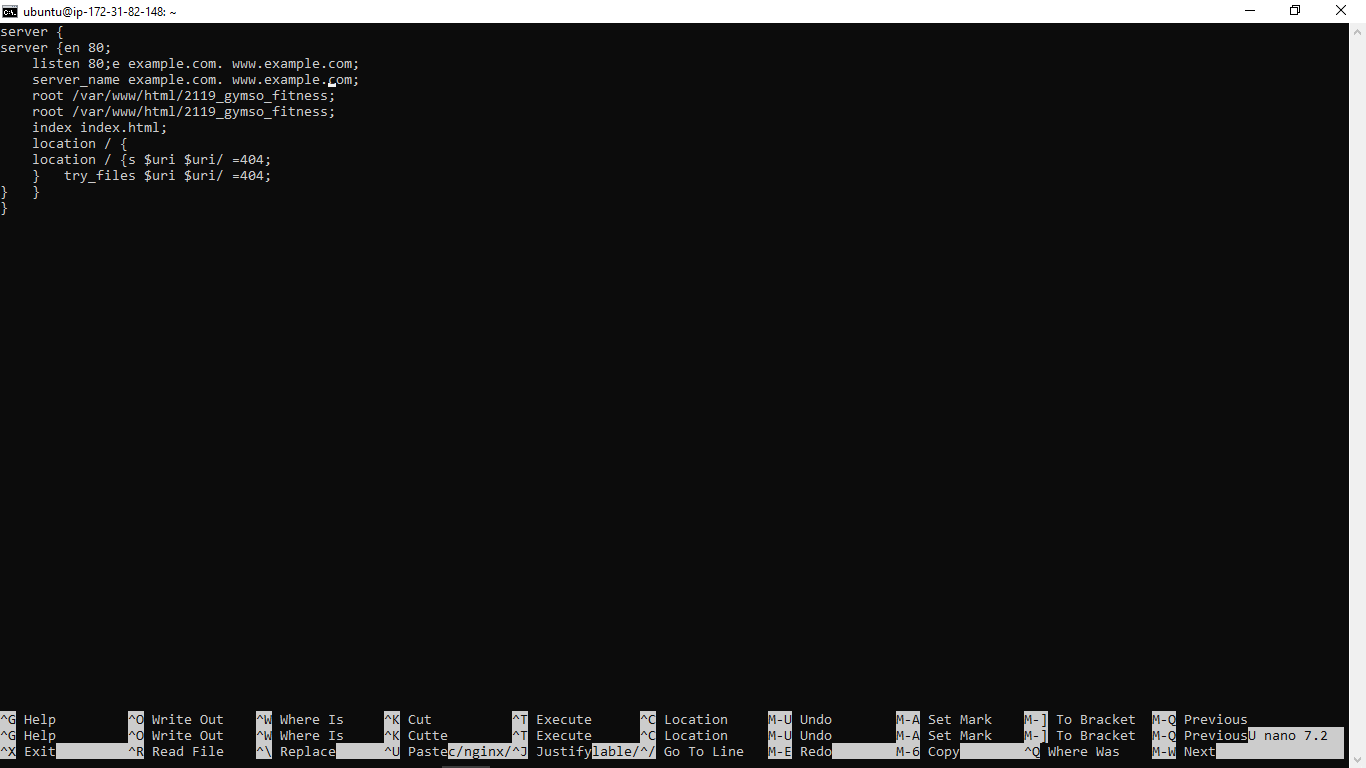 ubuntu@ip-172-31-82-148: ~
server {
server {en 80;
    listen 80;e example.com. www.example.com;
    server_name example.com. www.example.com;
    root /var/www/html/2119_gymso_fitness;
    root /var/www/html/2119_gymso_fitness;
    index index.html;
    location / {
    location / {s $uri $uri/ =404;
    }   try_files $uri $uri/ =404;
}   }
}
^G Help ^O Write Out ^W Where Is ^K Cut ^T Execute ^C Location M-U Undo M-A Set Mark M-] To Bracket M-Q Previous
^G Help ^O Write Out ^W Where Is ^K Cutte ^T Execute ^C Location M-U Undo M-A Set Mark M-] To Bracket M-Q PreviousU nano 7.2
^X Exit ^R Read File ^\ Replace ^U Pastec/nginx/^J Justifylable/^/ Go To Line M-E Redo M-6 Copy ^Q Where Was M-W Next